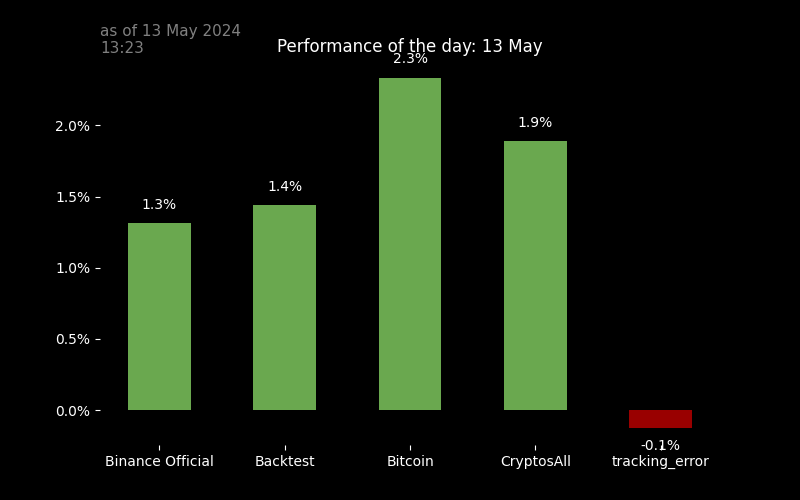 as of 13 May 2024
13:23
Performance of the day: 13 May
2.3%
1.9%
1.4%
1.3%
-0.1%
2.0%
1.5%
1.0%
0.5%
0.0%
Binance Official
Backtest
Bitcoin
CryptosAll
tracking_error